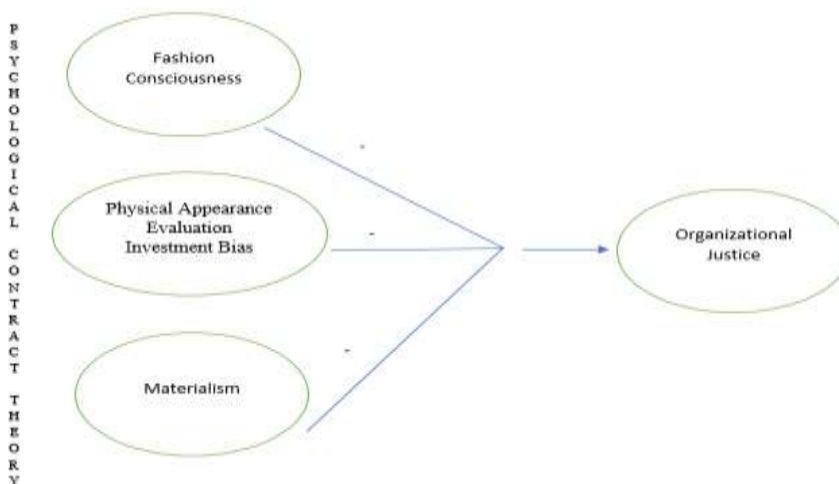 PSYCHOLOGICAL CONTRACT THEORY
Fashion
Consciousness
-
Physical Appearance
Evaluation
Investment Bias
-
Organizational
Justice
-
Materialism